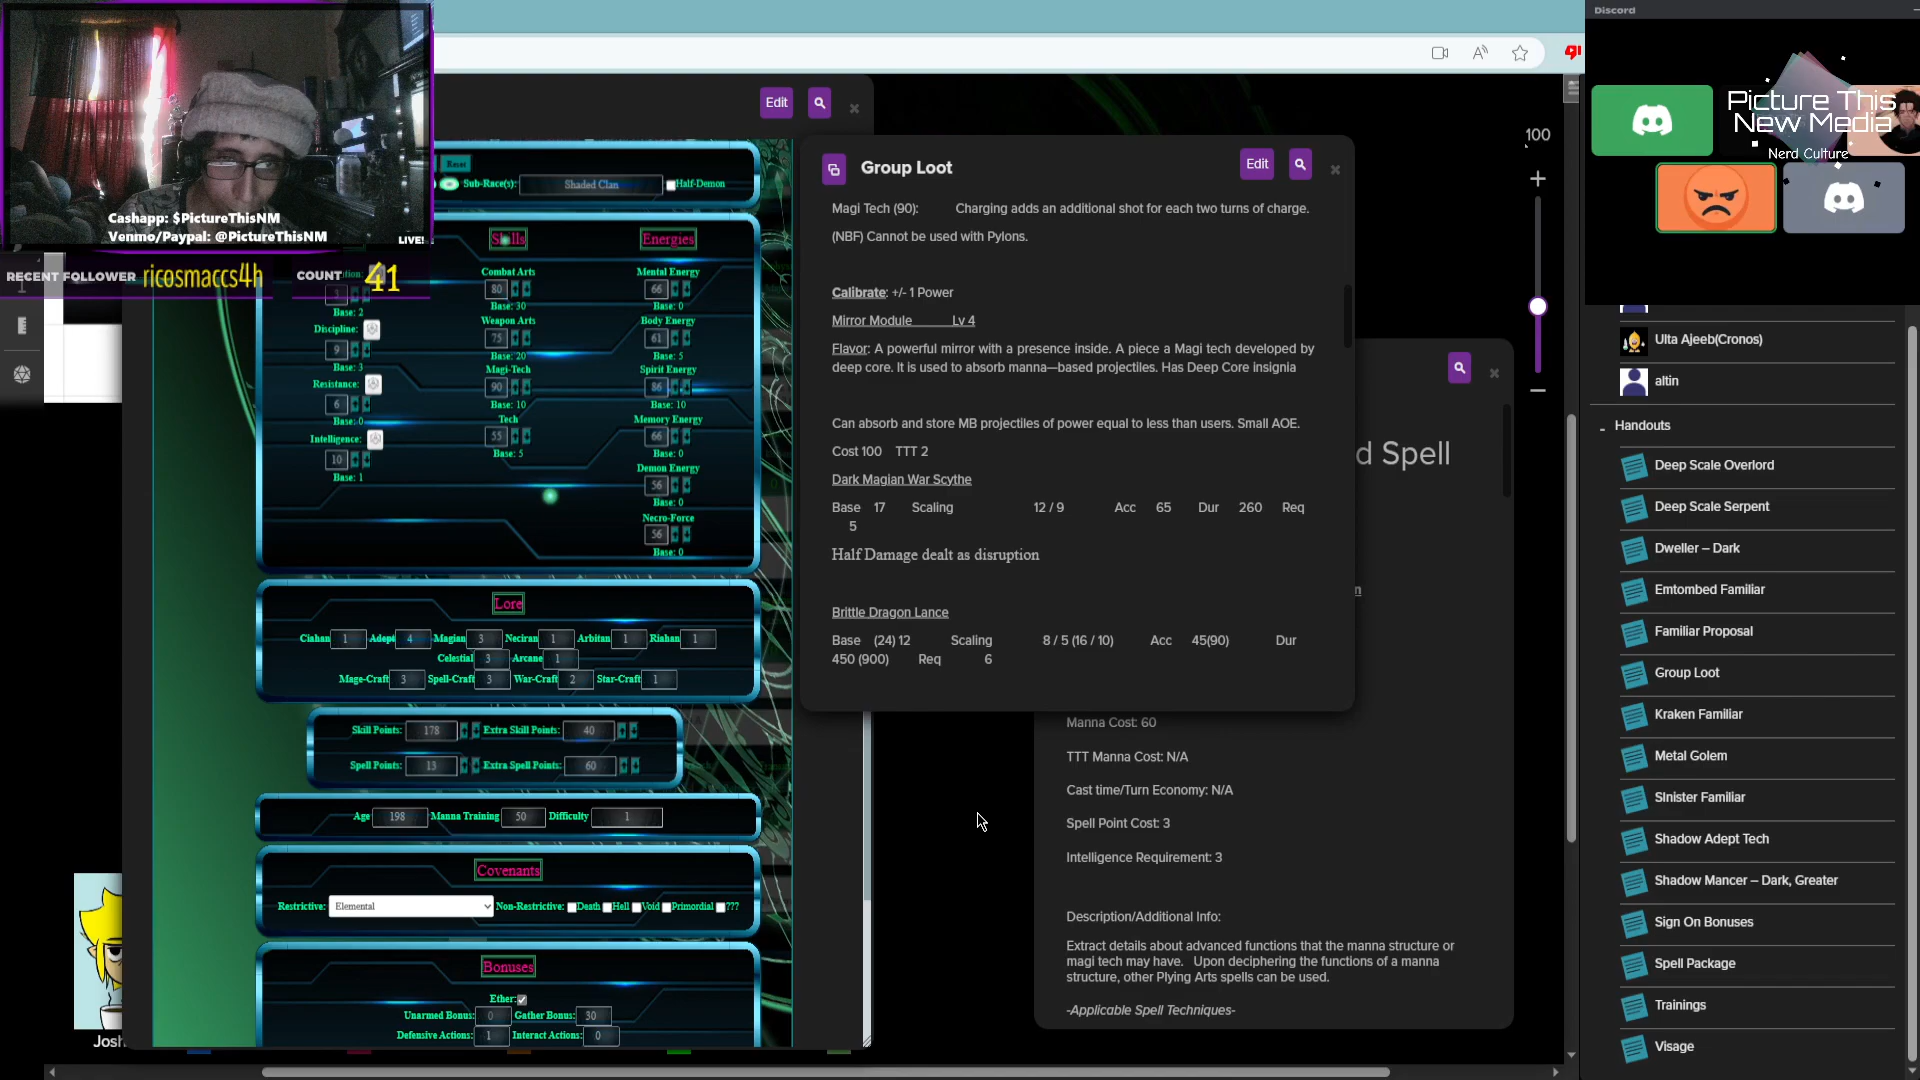 Discord
Cashapp: $PictureThisNM
Venmo/Paypal: @PictureThisNM
LIVE!
RECENT FOLLOWER ricosmaccs4h COUNT 41
Picture This
New Media
Nerd Culture
100
Edit
Reset
Sub-Race(s): Shaded Clan Half-Demon
Skills
Energies
Base: 2
Discipline:
9
Base: 3
Resistance:
6
Base: 0
Intelligence:
10
Base: 1
Combat Arts
80
Base: 30
Weapon Arts
75
Base: 20
Magi-Tech
90
Base: 10
Tech
55
Base: 5
Mental Energy
66
Base: 0
Body Energy
61
Base: 5
Spirit Energy
86
Base: 10
Memory Energy
66
Base: 0
Demon Energy
56
Base: 0
Necro-Force
56
Base: 0
Lore
Clahan 1 Adept 4 Magian 3 Neciran 1 Arbitan 1 Riahan 1
Celestial 3 Arcane 1
Mage-Craft 3 Spell-Craft 3 War-Craft 2 Star-Craft 1
Skill Points: 178 Extra Skill Points: 40
Spell Points: 13 Extra Spell Points: 60
Age 198 Manna Training 50 Difficulty 1
Covenants
Restrictive: Elemental Non-Restrictive: Death Hell Void Primordial ???
Bonuses
Ether:
Unarmed Bonus: 0 Gather Bonus: 30
Defensive Actions: 1 Interact Actions: 0
Josh
Group Loot
Edit
Magi Tech (90): Charging adds an additional shot for each two turns of charge.
(NBF) Cannot be used with Pylons.
Calibrate: +/- 1 Power
Mirror Module Lv 4
Flavor: A powerful mirror with a presence inside. A piece a Magi tech developed by
deep core. It is used to absorb manna—based projectiles. Has Deep Core insignia
Can absorb and store MB projectiles of power equal to less than users. Small AOE.
Cost 100 TTT 2
Dark Magian War Scythe
Base 17 Scaling 12 / 9 Acc 65 Dur 260 Req
5
Half Damage dealt as disruption
Brittle Dragon Lance
Base (24) 12 Scaling 8 / 5 (16 / 10) Acc 45(90) Dur
450 (900) Req 6
d Spell
n
Manna Cost: 60
TTT Manna Cost: N/A
Cast time/Turn Economy: N/A
Spell Point Cost: 3
Intelligence Requirement: 3
Description/Additional Info:
Extract details about advanced functions that the manna structure or
magi tech may have. Upon deciphering the functions of a manna
structure, other Plying Arts spells can be used.
-Applicable Spell Techniques-
Ulta Ajeeb(Cronos)
altin
Handouts
Deep Scale Overlord
Deep Scale Serpent
Dweller – Dark
Emtombed Familiar
Familiar Proposal
Group Loot
Kraken Familiar
Metal Golem
SInister Familiar
Shadow Adept Tech
Shadow Mancer – Dark, Greater
Sign On Bonuses
Spell Package
Trainings
Visage